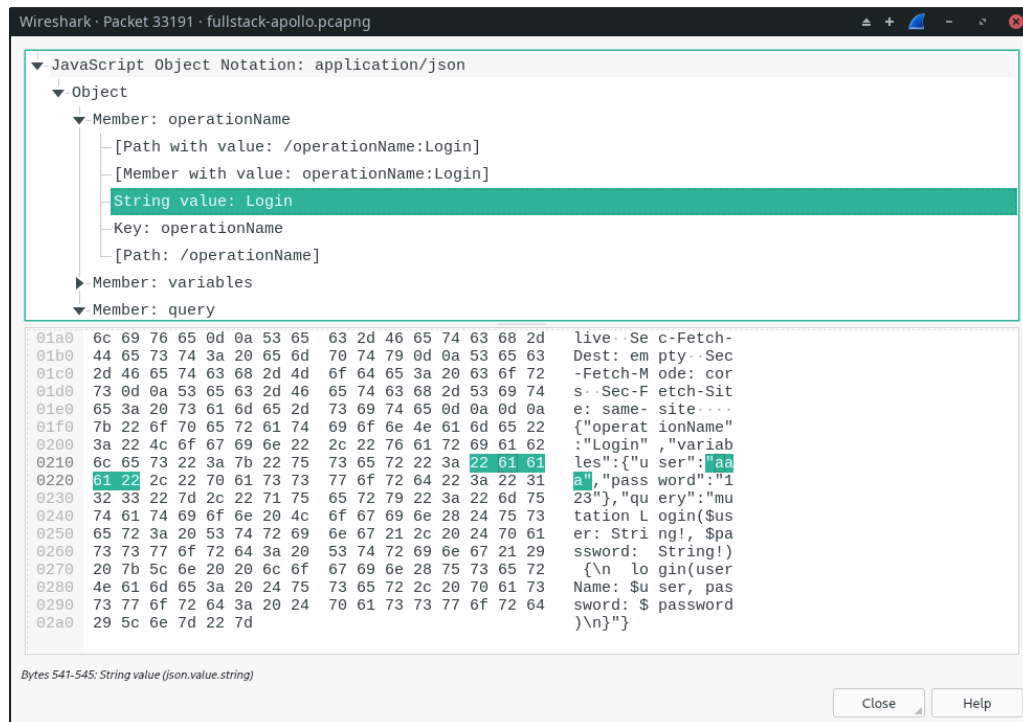 Wireshark · Packet 33191 · fullstack-apollo.pcapng
JavaScript Object Notation: application/json
Object
Member: operationName
[Path with value: /operationName:Login]
[Member with value: operationName:Login]
String value: Login
Key: operationName
[Path: /operationName]
Member: variables
Member: query
01a0 6c 69 76 65 0d 0a 53 65 63 2d 46 65 74 63 68 2d live··Se c-Fetch-
01b0 44 65 73 74 3a 20 65 6d 70 74 79 0d 0a 53 65 63 Dest: em pty··Sec
01c0 2d 46 65 74 63 68 2d 4d 6f 64 65 3a 20 63 6f 72 -Fetch-M ode: cor
01d0 73 0d 0a 53 65 63 2d 46 65 74 63 68 2d 53 69 74 s··Sec-F etch-Sit
01e0 65 3a 20 73 61 6d 65 2d 73 69 74 65 0d 0a 0d 0a e: same- site····
01f0 7b 22 6f 70 65 72 61 74 69 6f 6e 4e 61 6d 65 22 {"operat ionName"
0200 3a 22 4c 6f 67 69 6e 22 2c 22 76 61 72 69 61 62 :"Login" ,"variab
0210 6c 65 73 22 3a 7b 22 75 73 65 72 22 3a 22 61 61 les":{"u ser":"aa
0220 61 22 2c 22 70 61 73 73 77 6f 72 64 22 3a 22 31 a","pass word":"1
0230 32 33 22 7d 2c 22 71 75 65 72 79 22 3a 22 6d 75 23"},"qu ery":"mu
0240 74 61 74 69 6f 6e 20 4c 6f 67 69 6e 28 24 75 73 tation L ogin($us
0250 65 72 3a 20 53 74 72 69 6e 67 21 2c 20 24 70 61 er: Stri ng!, $pa
0260 73 73 77 6f 72 64 3a 20 53 74 72 69 6e 67 21 29 ssword:  String!)
0270 20 7b 5c 6e 20 20 6c 6f 67 69 6e 28 75 73 65 72  {\n  lo gin(user
0280 4e 61 6d 65 3a 20 24 75 73 65 72 2c 20 70 61 73 Name: $u ser, pas
0290 73 77 6f 72 64 3a 20 24 70 61 73 73 77 6f 72 64 sword: $ password
02a0 29 5c 6e 7d 22 7d )\n}"}
Bytes 541-545: String value (json.value.string)
Close Help